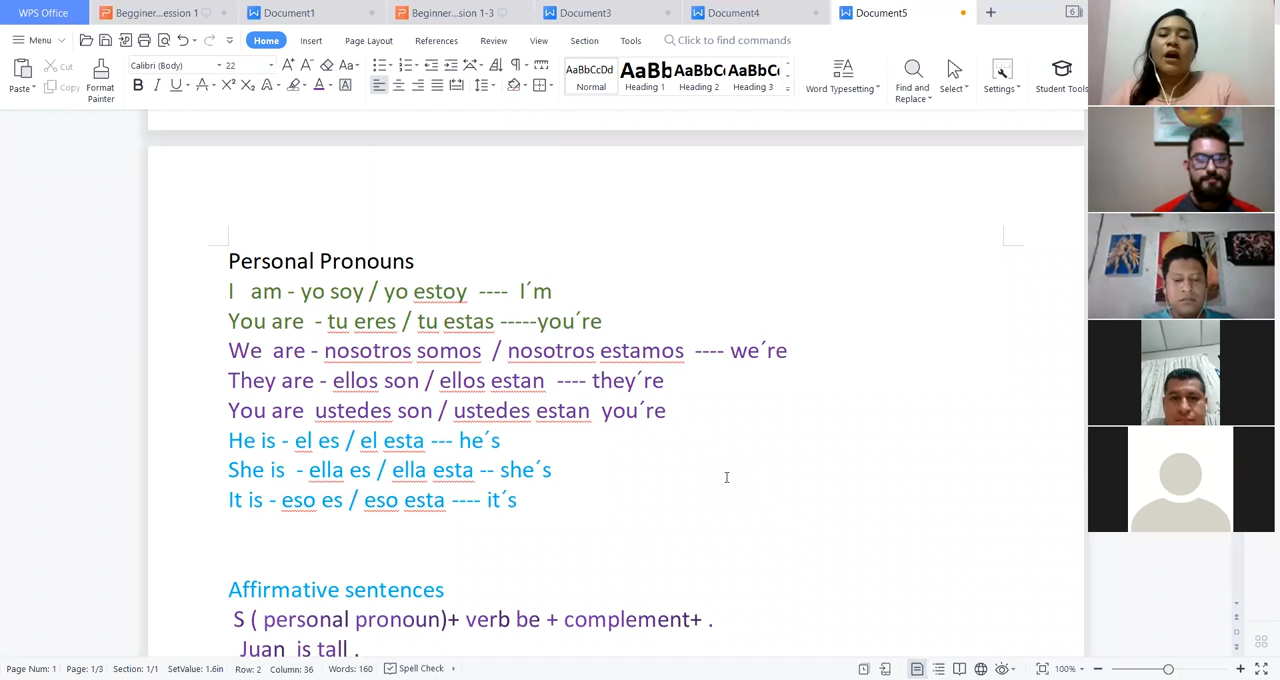 WPS Office Begginer...ession 1 Document1 Beginner...sion 1-3 Document3 Document4 Document5 6
Menu Home Insert Page Layout References Review View Section Tools Click to find commands
Paste Cut Copy Format Painter Calibri (Body) 22 AaBbCcDd Normal AaBb Heading 1 AaBbC Heading 2 AaBbC Heading 3 Word Typesetting Find and Replace Select Settings Student Tools
Personal Pronouns
I am - yo soy / yo estoy ---- I´m
You are - tu eres / tu estas -----you´re
We are - nosotros somos / nosotros estamos ---- we´re
They are - ellos son / ellos estan ---- they´re
You are ustedes son / ustedes estan you´re
He is - el es / el esta --- he´s
She is - ella es / ella esta -- she´s
It is - eso es / eso esta ---- it´s
Affirmative sentences
S ( personal pronoun)+ verb be + complement+ .
Juan is tall .
Page Num: 1 Page: 1/3 Section: 1/1 SetValue: 1.6in Row: 2 Column: 36 Words: 160 Spell Check 100%